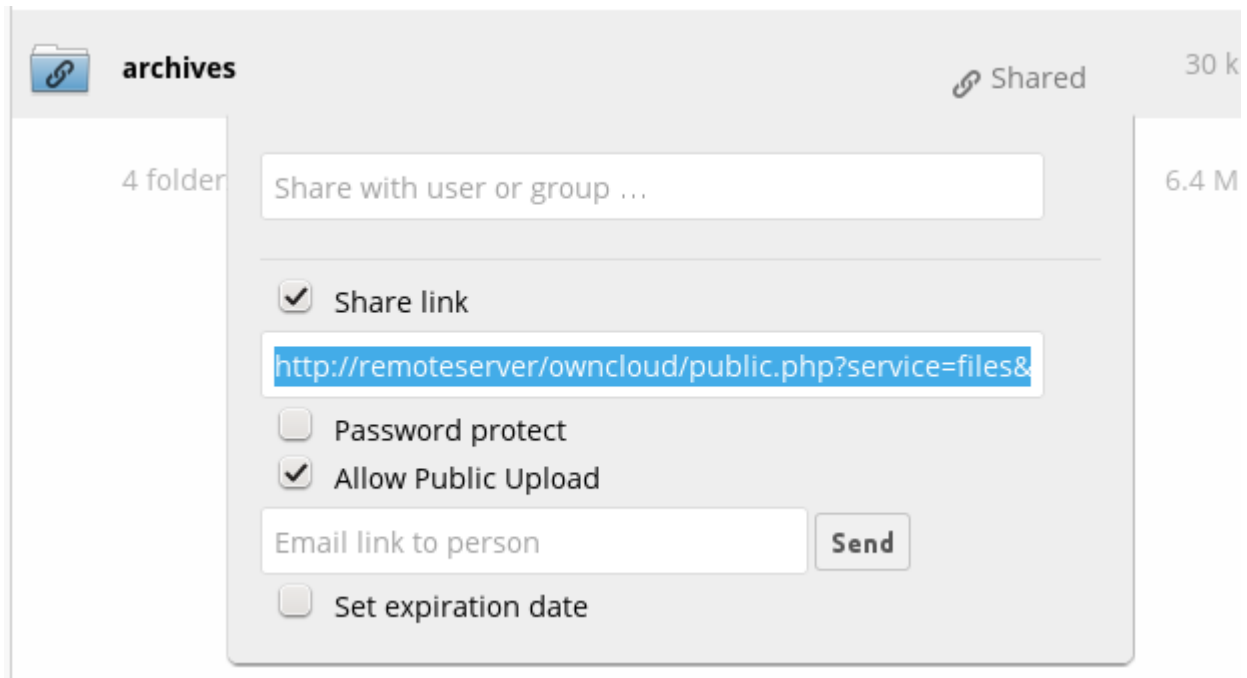 archives
Shared
30 k
4 folder
6.4 M
Share with user or group ...
Share link
http://remoteserver/owncloud/public.php?service=files&
Password protect
Allow Public Upload
Email link to person
Send
Set expiration date